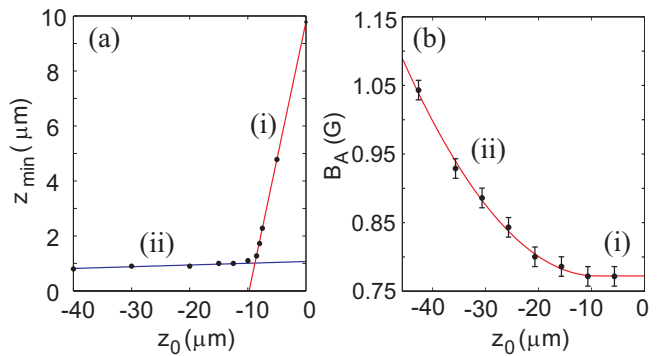 (a)
10
8
6
4
2
0
z_min (μm)
(i)
(ii)
-40
-30
-20
-10
0
z_0(μm)
(b)
1.15
1.05
0.95
0.85
0.75
B_A (G)
(ii)
(i)
-40
-30
-20
-10
0
z_0(μm)